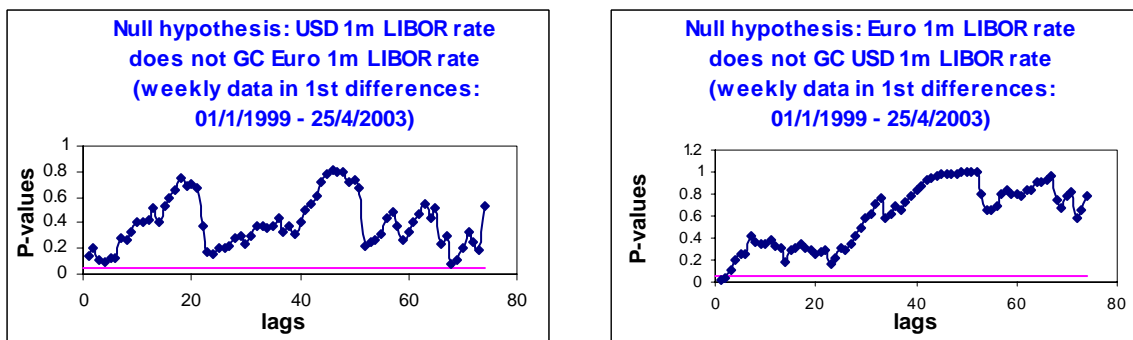 Null hypothesis: USD 1m LIBOR rate
does not GC Euro 1m LIBOR rate
(weekly data in 1st differences:
01/1/1999 - 25/4/2003)
P-values
1
0.8
0.6
0.4
0.2
0
0
20
40
60
80
lags
Null hypothesis: Euro 1m LIBOR rate
does not GC USD 1m LIBOR rate
(weekly data in 1st differences:
01/1/1999 - 25/4/2003)
P-values
1.2
1
0.8
0.6
0.4
0.2
0
0
20
40
60
80
lags